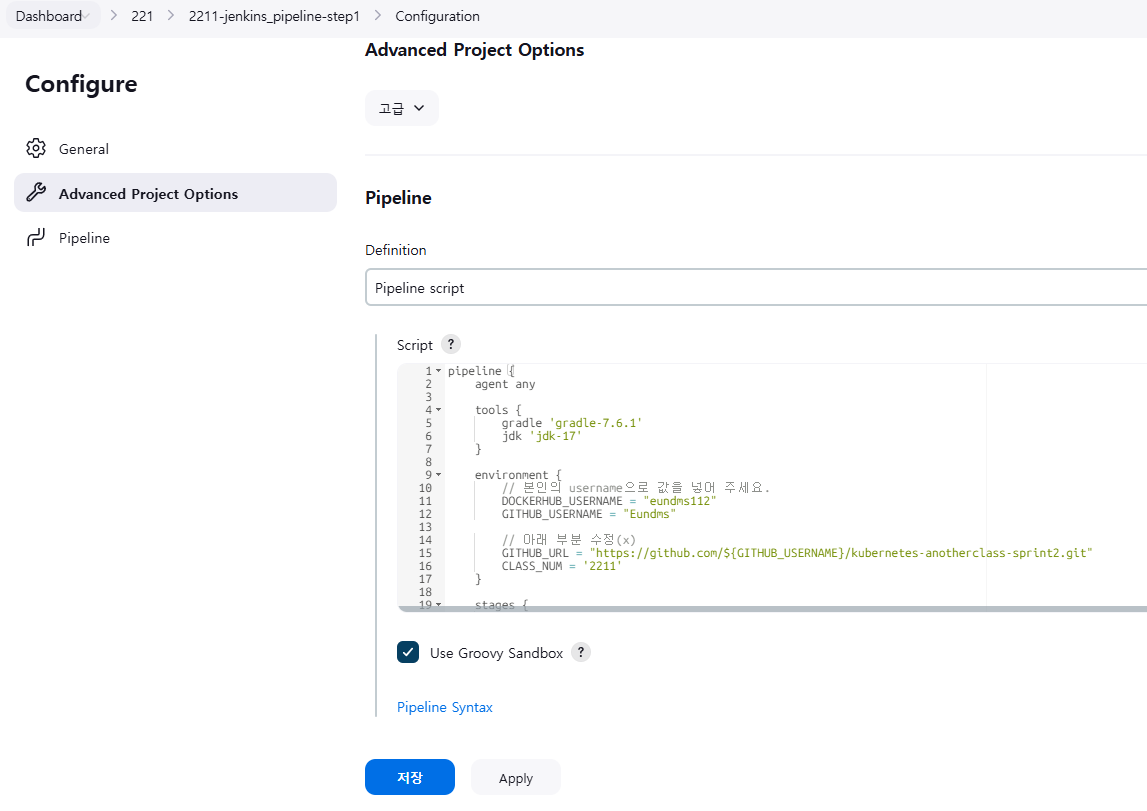 Dashboard > 221 > 2211-jenkins_pipeline-step1 > Configuration
Configure
General
Advanced Project Options
Pipeline
Advanced Project Options
고급
Pipeline
Definition
Pipeline script
Script ?
1 pipeline {
2     agent any
3
4     tools {
5         gradle 'gradle-7.6.1'
6         jdk 'jdk-17'
7     }
8
9     environment {
10         // 본인의 username으로 값을 넣어 주세요.
11         DOCKERHUB_USERNAME = "eundms112"
12         GITHUB_USERNAME = "Eundms"
13
14         // 아래 부분 수정(x)
15         GITHUB_URL = "https://github.com/${GITHUB_USERNAME}/kubernetes-anotherclass-sprint2.git"
16         CLASS_NUM = '2211'
17     }
18
19     stages {
Use Groovy Sandbox ?
Pipeline Syntax
저장
Apply